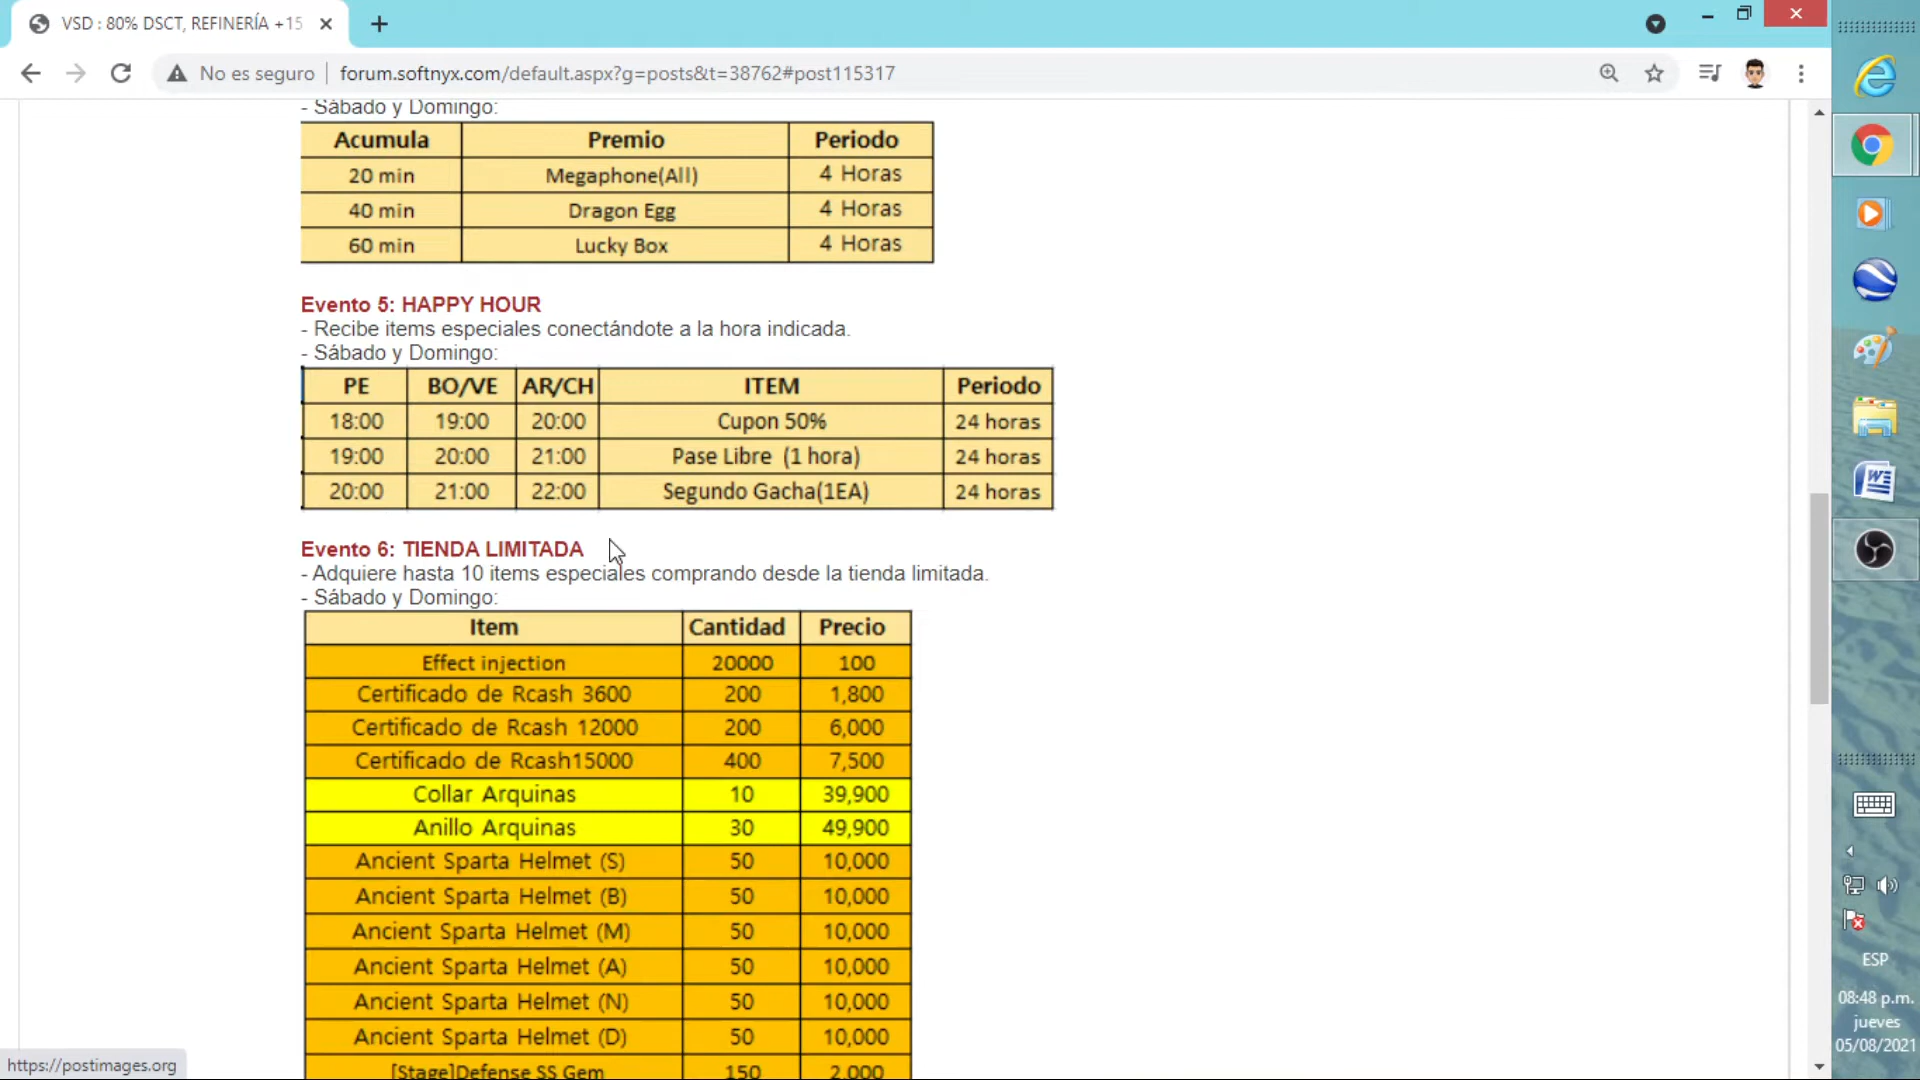 VSD : 80% DSCT, REFINERÍA +15
No es seguro
forum.softnyx.com/default.aspx?g=posts&t=38762#post115317
- Sábado y Domingo:
Acumula Premio Periodo
20 min Megaphone(All) 4 Horas
40 min Dragon Egg 4 Horas
60 min Lucky Box 4 Horas
Evento 5: HAPPY HOUR
- Recibe items especiales conectándote a la hora indicada.
- Sábado y Domingo:
PE BO/VE AR/CH ITEM Periodo
18:00 19:00 20:00 Cupon 50% 24 horas
19:00 20:00 21:00 Pase Libre (1 hora) 24 horas
20:00 21:00 22:00 Segundo Gacha(1EA) 24 horas
Evento 6: TIENDA LIMITADA
- Adquiere hasta 10 items especiales comprando desde la tienda limitada.
- Sábado y Domingo:
Item Cantidad Precio
Effect injection 20000 100
Certificado de Rcash 3600 200 1,800
Certificado de Rcash 12000 200 6,000
Certificado de Rcash15000 400 7,500
Collar Arquinas 10 39,900
Anillo Arquinas 30 49,900
Ancient Sparta Helmet (S) 50 10,000
Ancient Sparta Helmet (B) 50 10,000
Ancient Sparta Helmet (M) 50 10,000
Ancient Sparta Helmet (A) 50 10,000
Ancient Sparta Helmet (N) 50 10,000
Ancient Sparta Helmet (D) 50 10,000
[Stage]Defense SS Gem 150 2,000
https://postimages.org
ESP
08:48 p.m.
jueves
05/08/2021